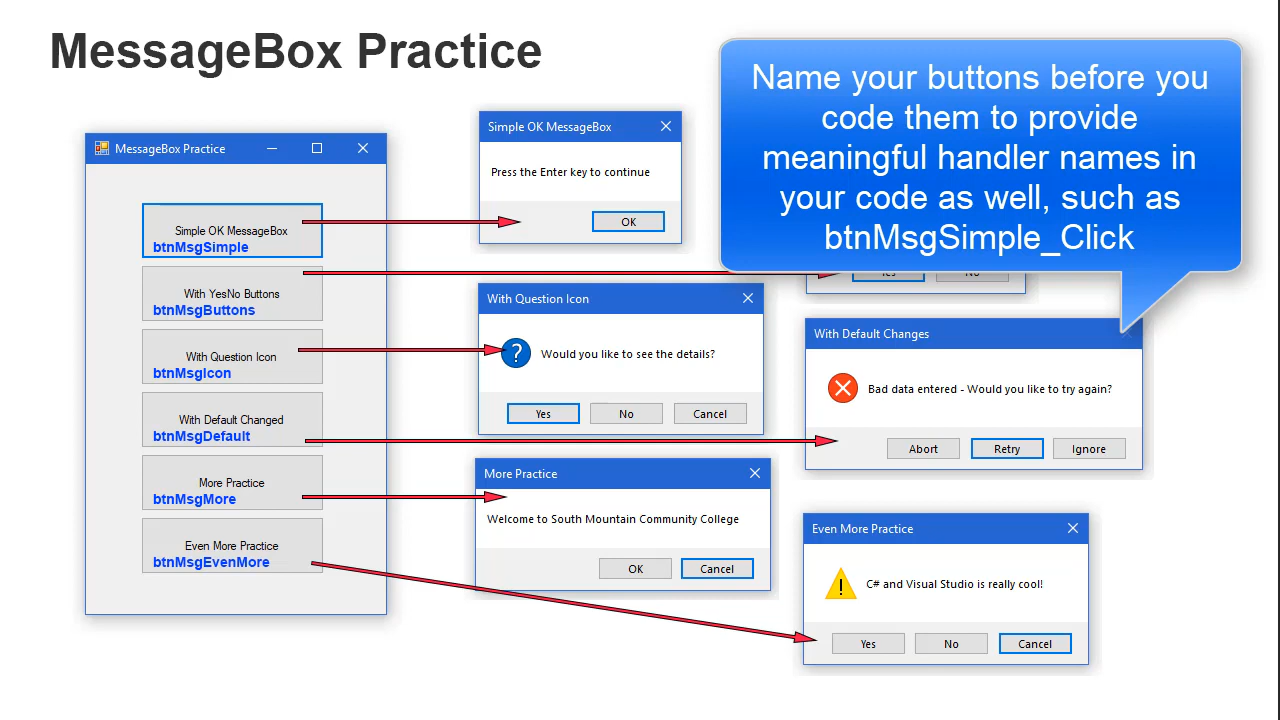 MessageBox Practice
Name your buttons before you
code them to provide
meaningful handler names in
your code as well, such as
btnMsgSimple_Click
MessageBox Practice
Simple OK MessageBox
btnMsgSimple
With YesNo Buttons
btnMsgButtons
With Question Icon
btnMsgIcon
With Default Changed
btnMsgDefault
More Practice
btnMsgMore
Even More Practice
btnMsgEvenMore
Simple OK MessageBox
Press the Enter key to continue
OK
With Question Icon
?
Would you like to see the details?
Yes No Cancel
With Default Changes
Bad data entered - Would you like to try again?
Abort Retry Ignore
More Practice
Welcome to South Mountain Community College
OK Cancel
Even More Practice
!
C# and Visual Studio is really cool!
Yes No Cancel